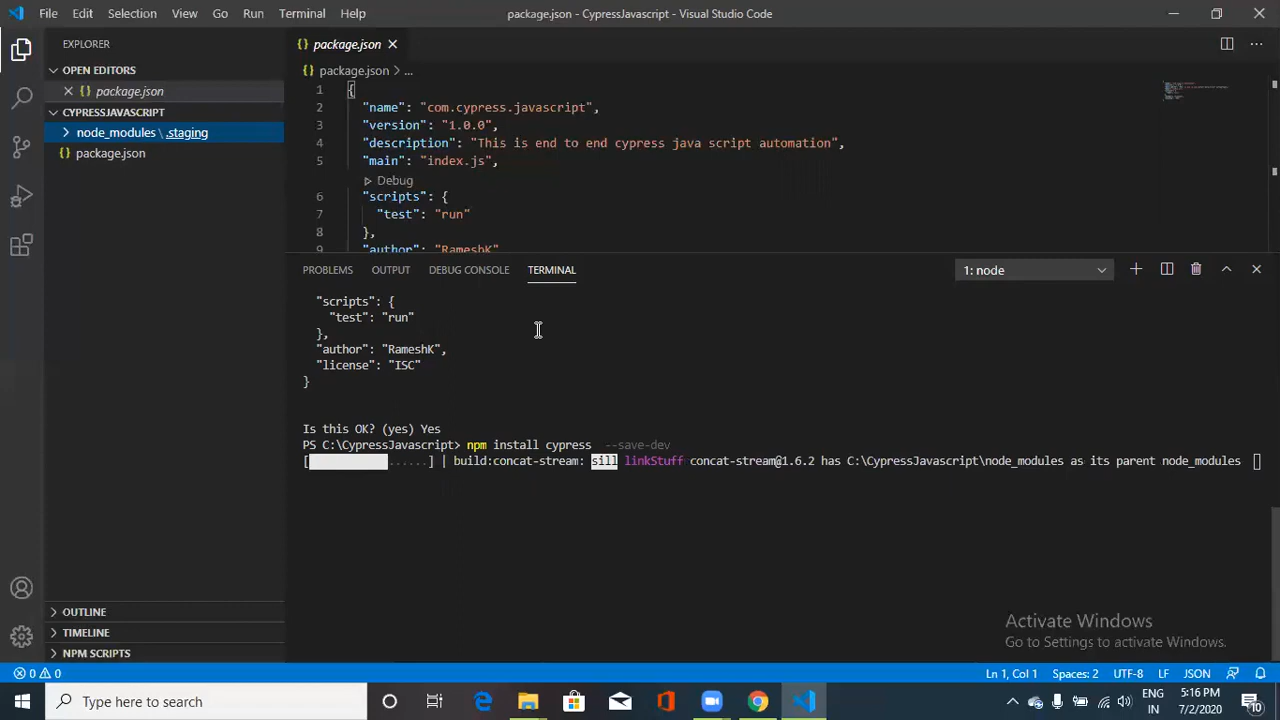 File Edit Selection View Go Run Terminal Help package.json - CypressJavascript - Visual Studio Code
EXPLORER
OPEN EDITORS
package.json
CYPRESSJAVASCRIPT
node_modules \ .staging
{} package.json
OUTLINE
TIMELINE
NPM SCRIPTS
{} package.json
{} package.json > ...
1 {
2 "name": "com.cypress.javascript",
3 "version": "1.0.0",
4 "description": "This is end to end cypress java script automation",
5 "main": "index.js",
Debug
6 "scripts": {
7 "test": "run"
8 },
9 "author": "RameshK"
PROBLEMS OUTPUT DEBUG CONSOLE TERMINAL 1: node
"scripts": {
"test": "run"
},
"author": "RameshK",
"license": "ISC"
}
Is this OK? (yes) Yes
PS C:\CypressJavascript> npm install cypress --save-dev
[ ......] | build:concat-stream: sill linkStuff concat-stream@1.6.2 has C:\CypressJavascript\node_modules as its parent node_modules
Activate Windows
Go to Settings to activate Windows.
0 0 Ln 1, Col 1 Spaces: 2 UTF-8 LF JSON
Type here to search
ENG
IN
5:16 PM
7/2/2020
10